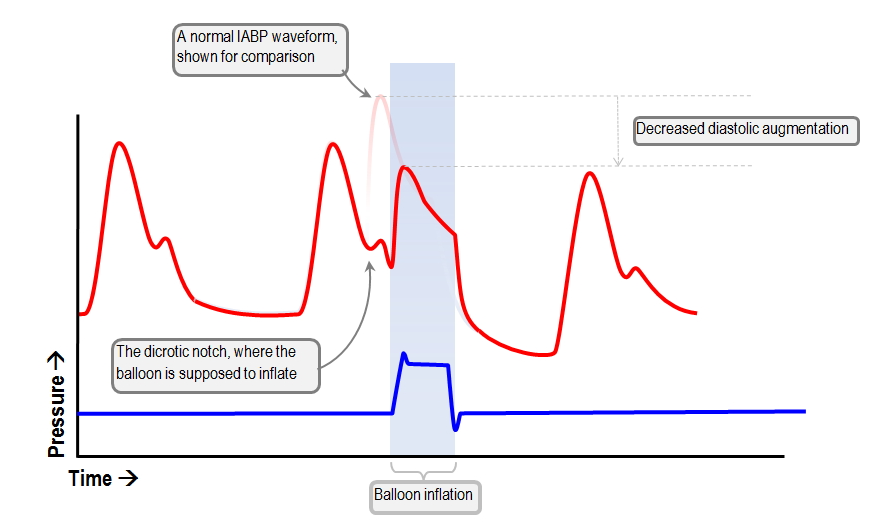 A normal IABP waveform,
shown for comparison
Decreased diastolic augmentation
The dicrotic notch, where the
balloon is supposed to inflate
Pressure →
Time →
Balloon inflation